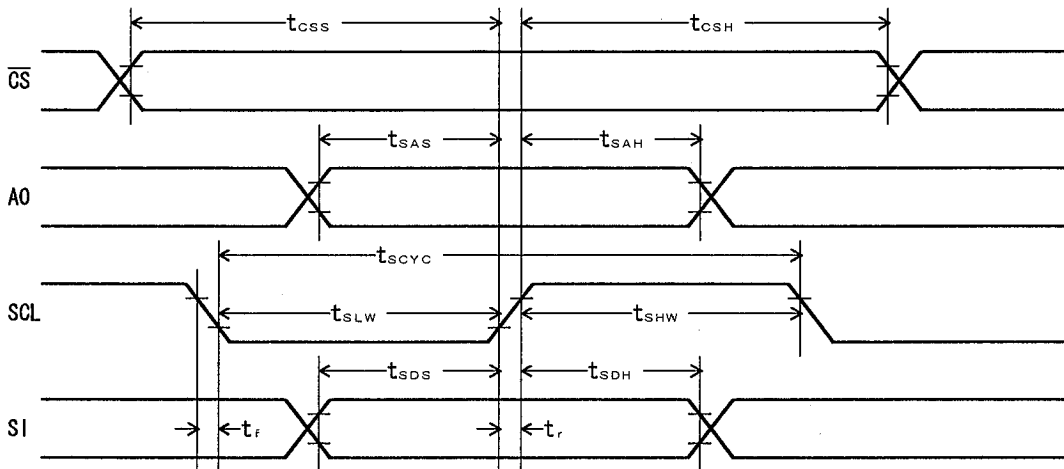 tCSS tCSH
CS
tSAS tSAH
A0
tSCYC
SCL
tSLW tSHW
tSDS tSDH
SI
tf tr